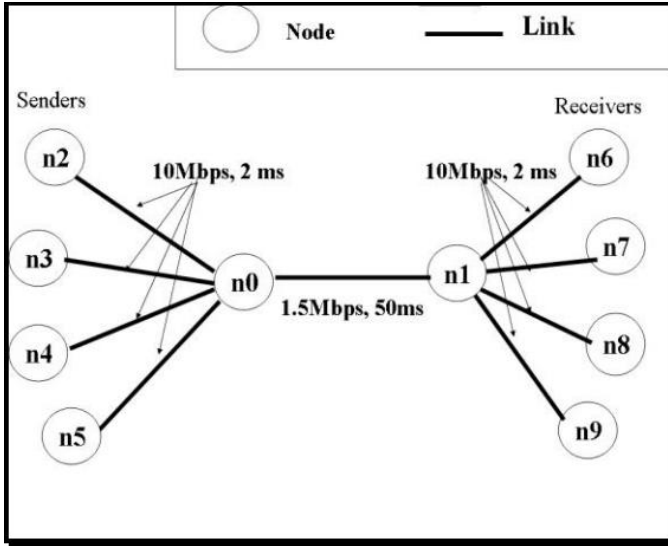 Node
Link
Senders
Receivers
n2
10Mbps, 2 ms
10Mbps, 2 ms
n6
n3
n0
n1
n7
1.5Mbps, 50ms
n4
n8
n5
n9